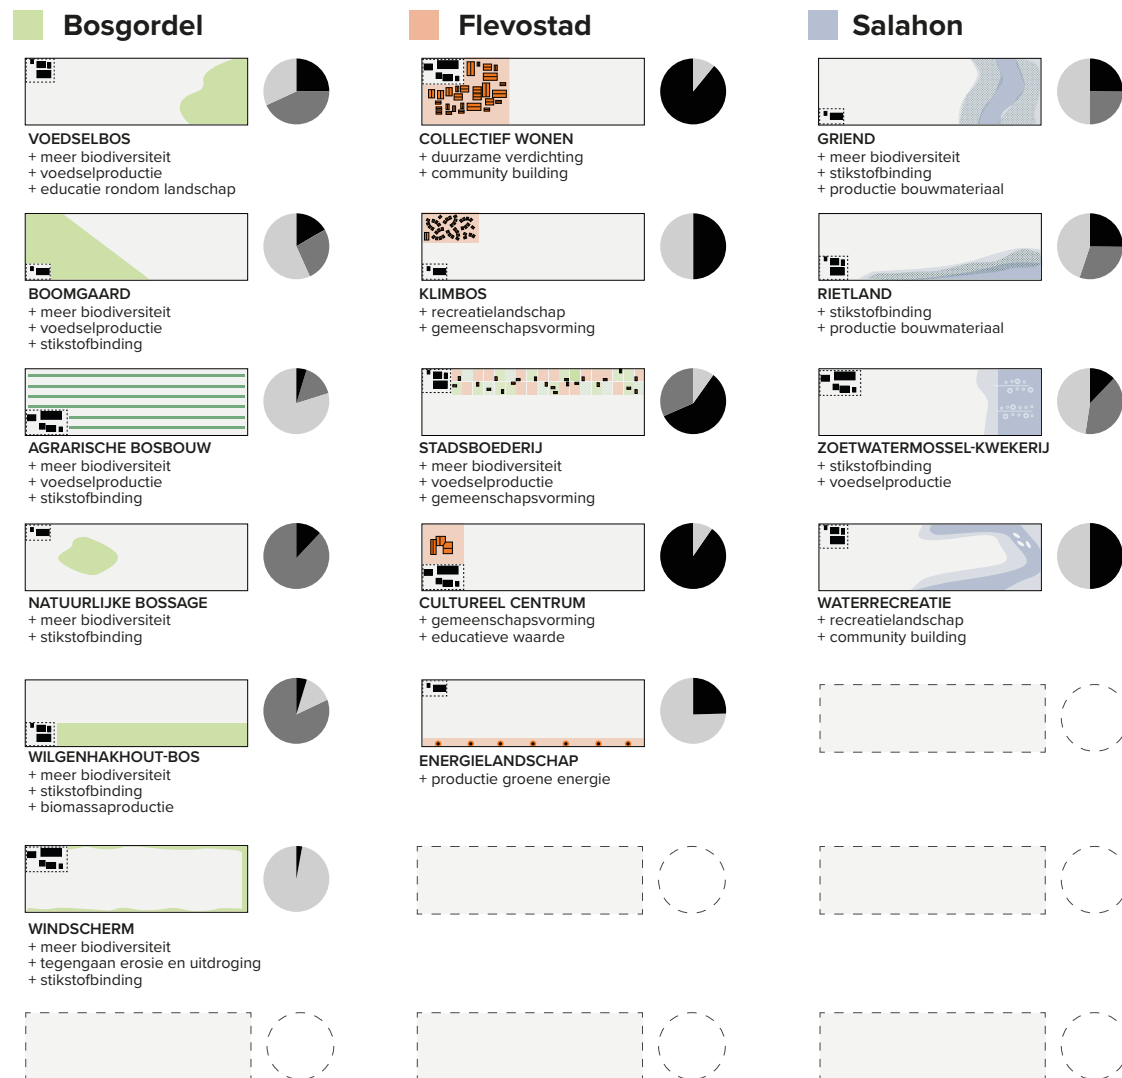 Bosgordel
VOEDSELBOS
+ meer biodiversiteit
+ voedselproductie
+ educatie rondom landschap
BOOMGAARD
+ meer biodiversiteit
+ voedselproductie
+ stikstofbinding
AGRARISCHE BOSBOUW
+ meer biodiversiteit
+ voedselproductie
+ stikstofbinding
NATUURLIJKE BOSSAGE
+ meer biodiversiteit
+ stikstofbinding
WILGENHAKHOUT-BOS
+ meer biodiversiteit
+ stikstofbinding
+ biomassaproductie
WINDSCHERM
+ meer biodiversiteit
+ tegengaan erosie en uitdroging
+ stikstofbinding
Flevostad
COLLECTIEF WONEN
+ duurzame verdichting
+ community building
KLIMBOS
+ recreatielandschap
+ gemeenschapsvorming
STADSBOEDERIJ
+ meer biodiversiteit
+ voedselproductie
+ gemeenschapsvorming
CULTUREEL CENTRUM
+ gemeenschapsvorming
+ educatieve waarde
ENERGIELANDSCHAP
+ productie groene energie
Salahon
GRIEND
+ meer biodiversiteit
+ stikstofbinding
+ productie bouwmateriaal
RIETLAND
+ stikstofbinding
+ productie bouwmateriaal
ZOETWATERMOSSEL-KWEKERIJ
+ stikstofbinding
+ voedselproductie
WATERRECREATIE
+ recreatielandschap
+ community building